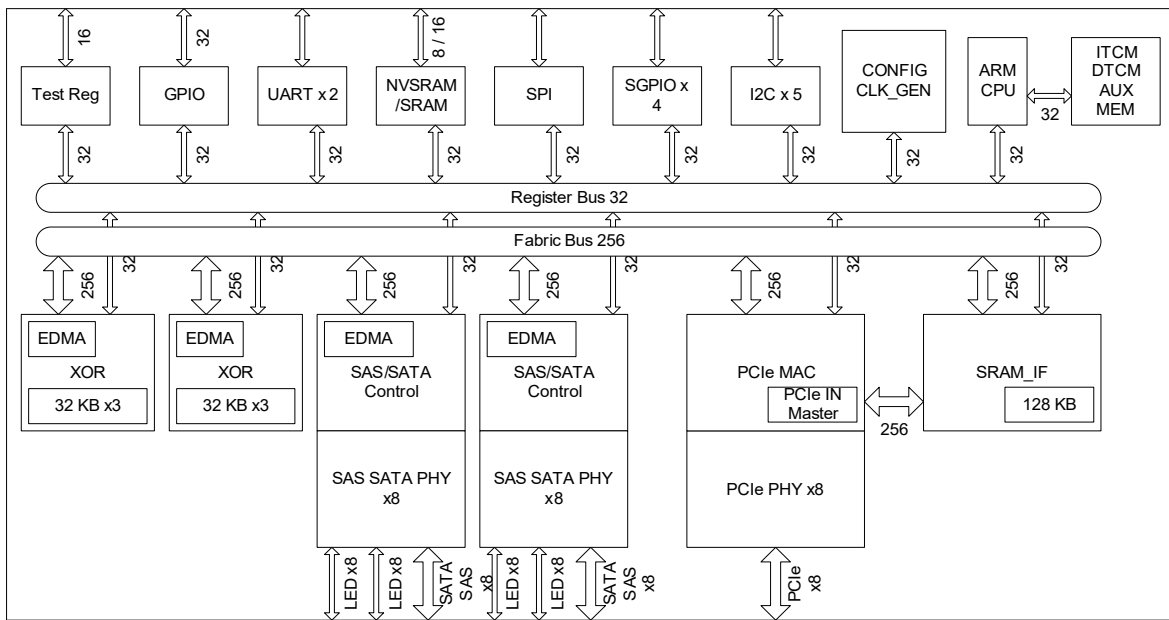 16
32
8 / 16
Test Reg
GPIO
UART x 2
NVSRAM
/SRAM
SPI
SGPIO x
4
I2C x 5
CONFIG
CLK_GEN
ARM
CPU
32
ITCM
DTCM
AUX
MEM
32
32
32
32
32
32
32
32
32
Register Bus 32
Fabric Bus 256
256
32
256
32
256
32
256
32
256
32
256
32
EDMA
XOR
32 KB x3
EDMA
XOR
32 KB x3
EDMA
SAS/SATA
Control
EDMA
SAS/SATA
Control
PCIe MAC
PCIe IN
Master
256
SRAM_IF
128 KB
SAS SATA PHY
x8
SAS SATA PHY
x8
PCIe PHY x8
LED x8
LED x8
SATA
SAS
x8
LED x8
LED x8
SATA
SAS
x8
PCIe
x8